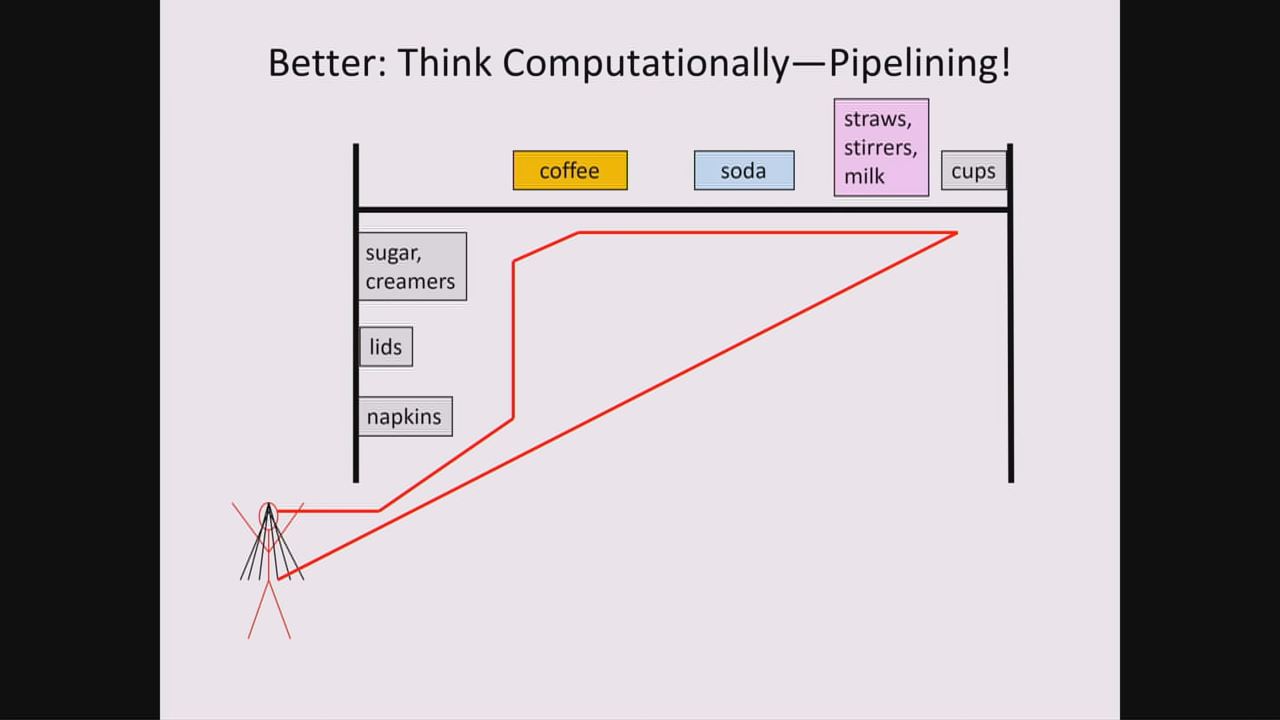 Better: Think Computationally—Pipelining!
coffee
soda
straws,
stirrers,
milk
cups
sugar,
creamers
lids
napkins